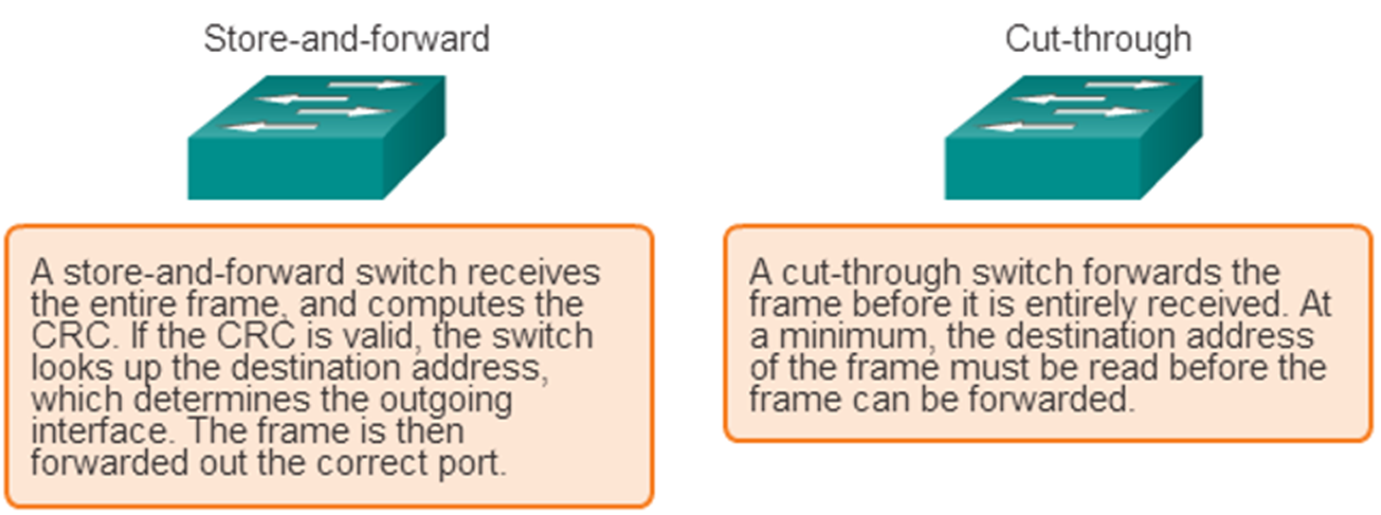 Store-and-forward
Cut-through
A store-and-forward switch receives
the entire frame, and computes the
CRC. If the CRC is valid, the switch
looks up the destination address,
which determines the outgoing
interface. The frame is then
forwarded out the correct port.
A cut-through switch forwards the
frame before it is entirely received. At
a minimum, the destination address
of the frame must be read before the
frame can be forwarded.